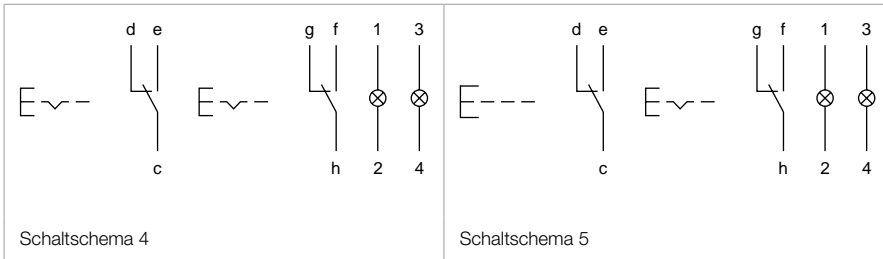 d e g f 1 3 d e g f 1 3
c h 2 4 c h 2 4
Schaltschema 4 Schaltschema 5